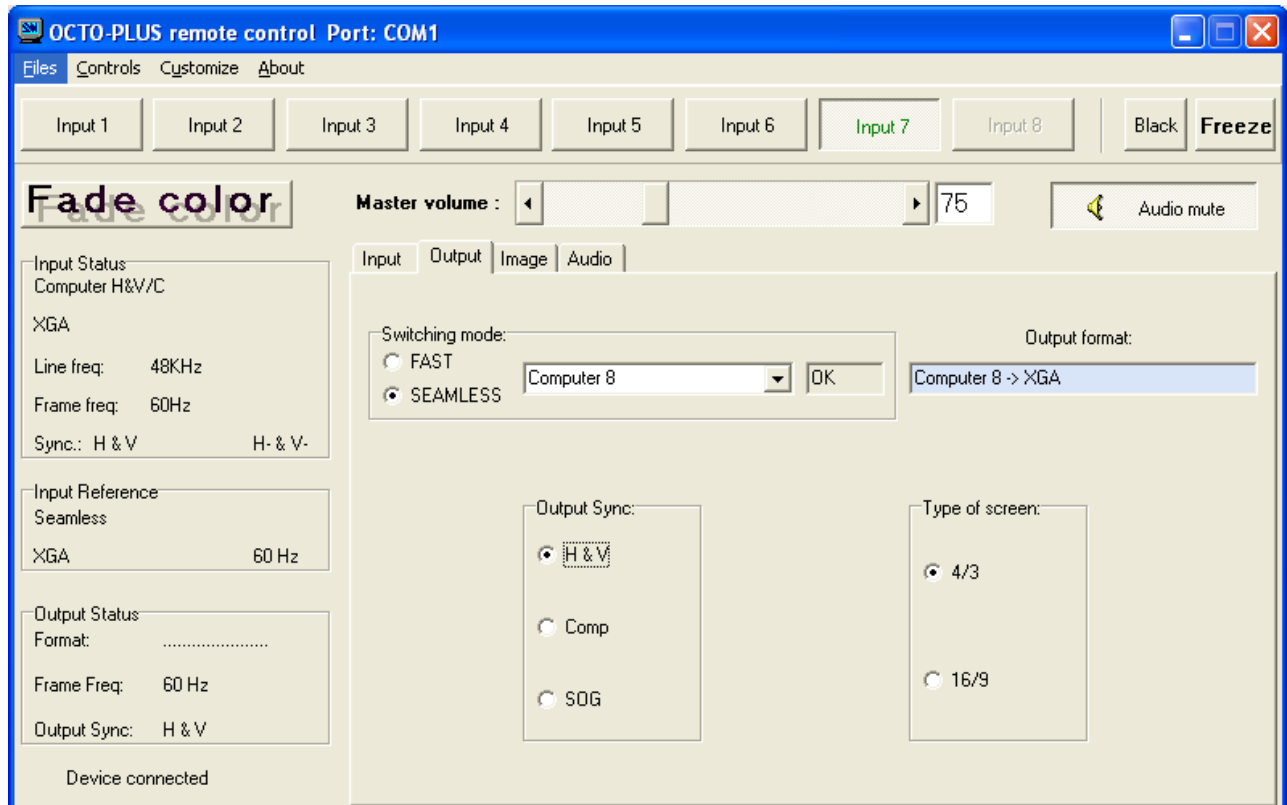 OCTO-PLUS remote control Port: COM1
Files Controls Customize About
Input 1 Input 2 Input 3 Input 4 Input 5 Input 6 Input 7 Input 8 Black Freeze
Fade color
Master volume : 75 Audio mute
Input Output Image Audio
Input Status
Computer H&V/C
XGA
Line freq: 48KHz
Frame freq: 60Hz
Sync.: H & V H- & V-
Input Reference
Seamless
XGA 60 Hz
Output Status
Format: ......................
Frame Freq: 60 Hz
Output Sync: H & V
Device connected
Switching mode:
FAST
SEAMLESS
Computer 8 OK
Output format:
Computer 8 -> XGA
Output Sync:
H & V
Comp
SOG
Type of screen:
4/3
16/9